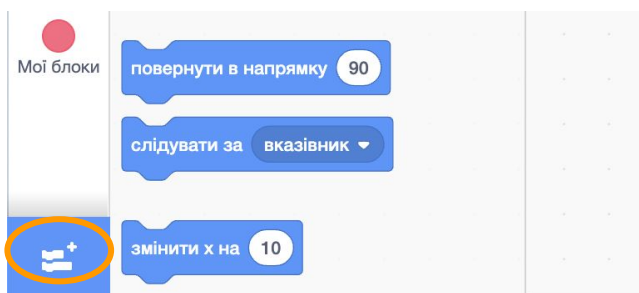 Мої блоки
повернути в напрямку 90
слідувати за вказівник
змінити x на 10